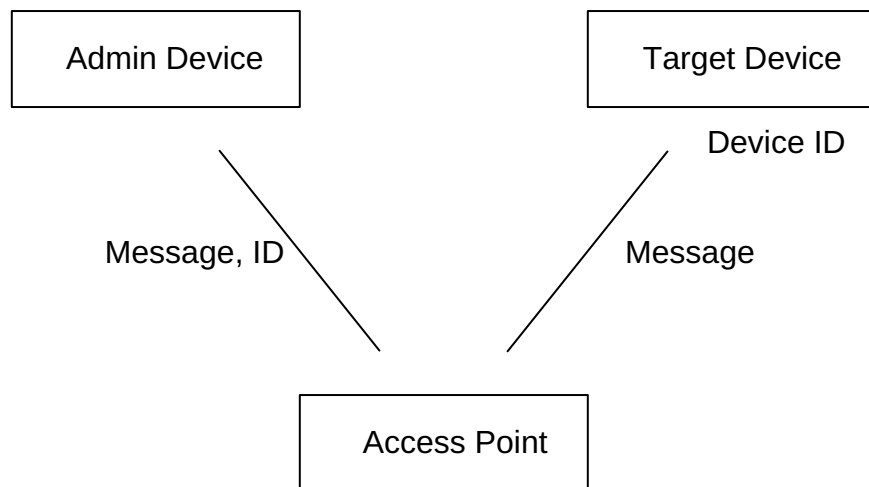 Admin Device
Target Device
Device ID
Message, ID
Message
Access Point